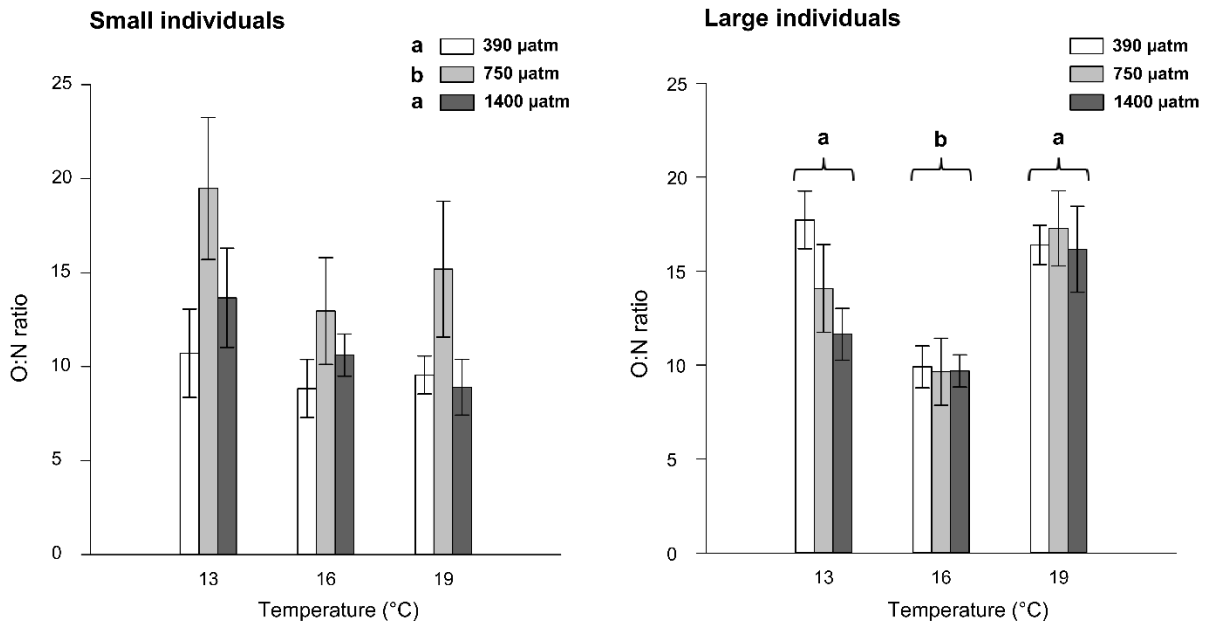 Small individuals
a 390 µatm
b 750 µatm
a 1400 µatm
25
20
15
10
5
0
O:N ratio
13 16 19
Temperature (°C)
Large individuals
390 µatm
750 µatm
1400 µatm
a b a
25
20
15
10
5
0
O:N ratio
13 16 19
Temperature (°C)